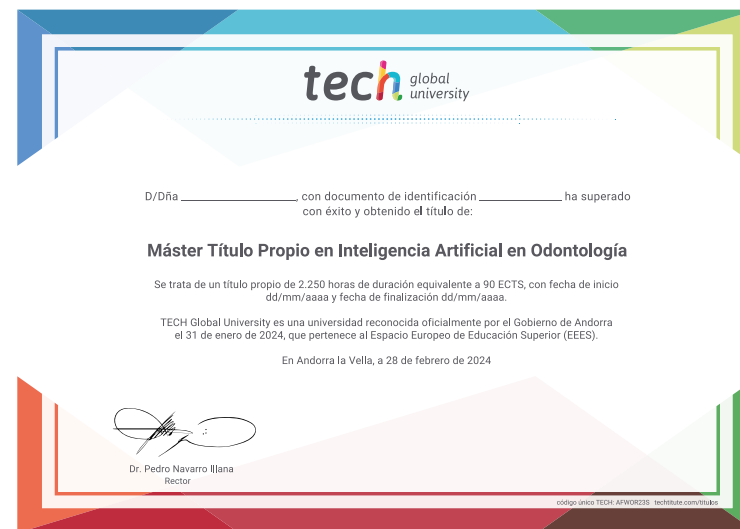 tech global university
D/Dña ______________, con documento de identificación ______________ ha superado
con éxito y obtenido el título de:
Máster Título Propio en Inteligencia Artificial en Odontología
Se trata de un título propio de 2.250 horas de duración equivalente a 90 ECTS, con fecha de inicio
dd/mm/aaaa y fecha de finalización dd/mm/aaaa.
TECH Global University es una universidad reconocida oficialmente por el Gobierno de Andorra
el 31 de enero de 2024, que pertenece al Espacio Europeo de Educación Superior (EEES).
En Andorra la Vella, a 28 de febrero de 2024
Dr. Pedro Navarro Illana
Rector
código único TECH: AFWOR23S techtitute.com/titulos